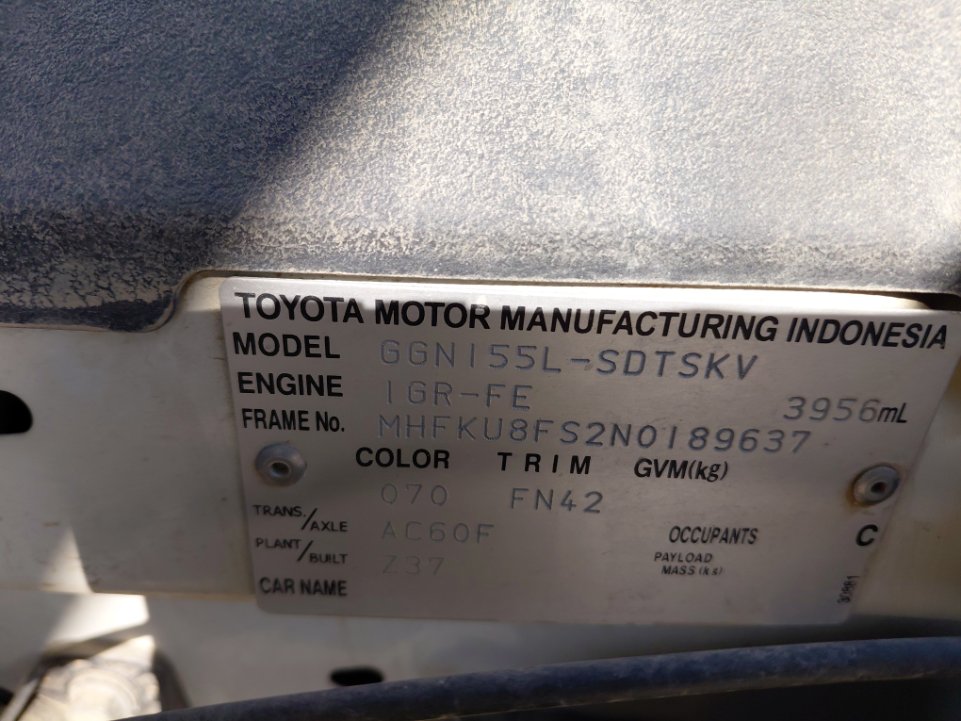 TOYOTA MOTOR MANUFACTURING INDONESIA
MODEL GGN155L-SDTSKV
ENGINE 1GR-FE 3956mL
FRAME No. MHFKU8FS2N0189637
COLOR TRIM GVM(kg)
070 FN42
TRANS./AXLE AC60F OCCUPANTS C
PLANT/BUILT Z37 PAYLOAD MASS (kg)
CAR NAME